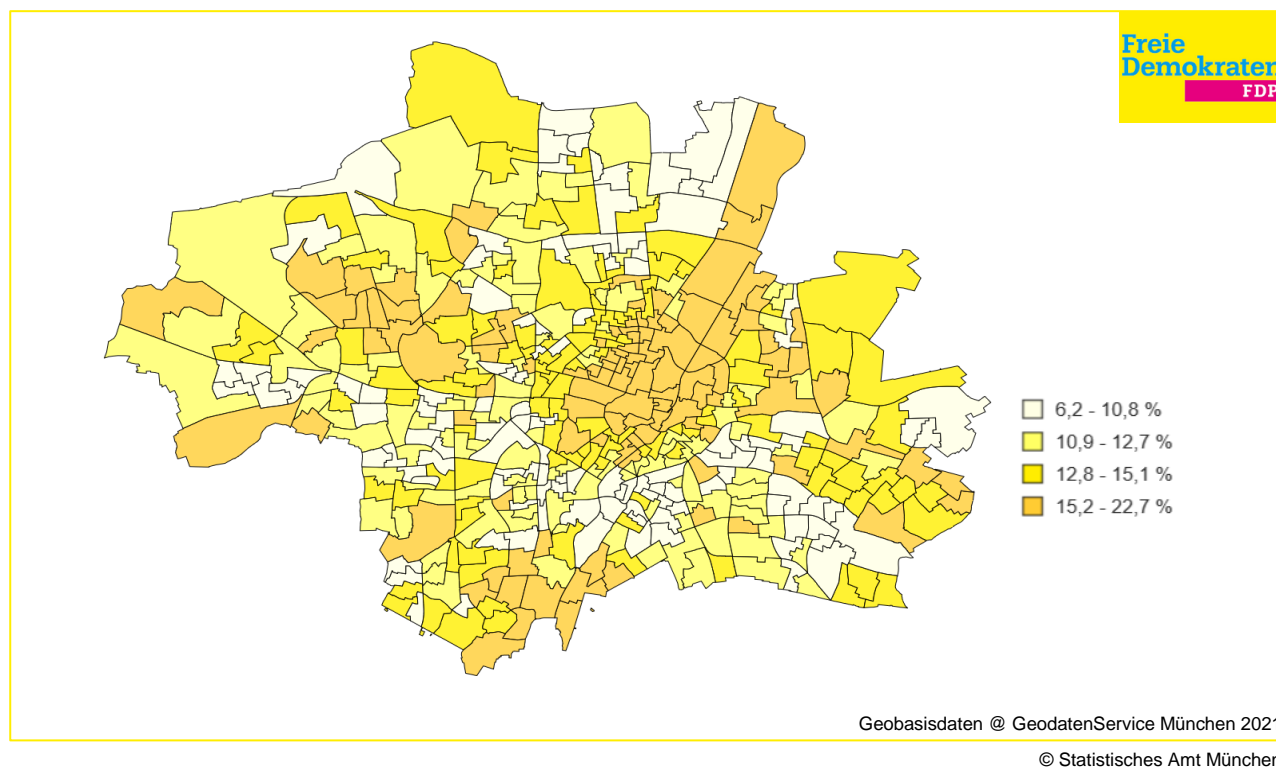 Freie
Demokraten
FDP
6,2 - 10,8 %
10,9 - 12,7 %
12,8 - 15,1 %
15,2 - 22,7 %
Geobasisdaten @ GeodatenService München 2021
© Statistisches Amt München